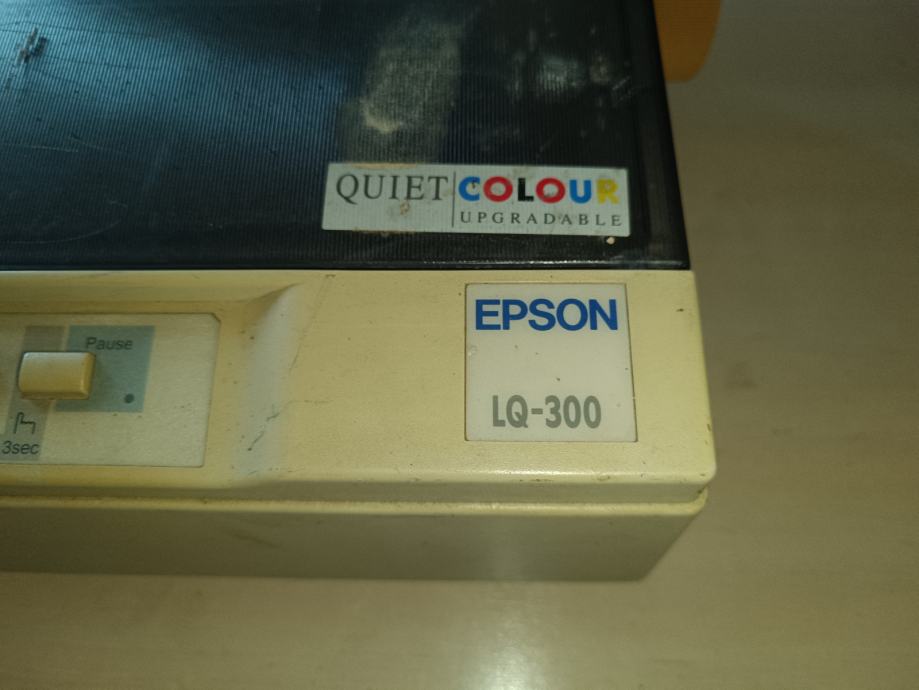 QUIET COLOUR
UPGRADABLE
EPSON
LQ-300
Pause
3sec